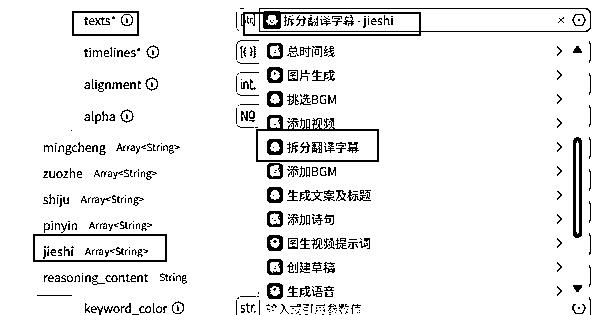 texts* [str] 拆分翻译字幕 - jieshi
timelines* [{}] 总时间线
图片生成
alignment int. 挑选BGM
alpha 添加视频
mingcheng Array<String> 拆分翻译字幕
zuozhe Array<String> 添加BGM
shiju Array<String> 生成文案及标题
pinyin Array<String> 添加诗句
jieshi Array<String> 图生视频提示词
reasoning_content String 创建草稿
生成语音
keyword_color str. 输入或引用参数值